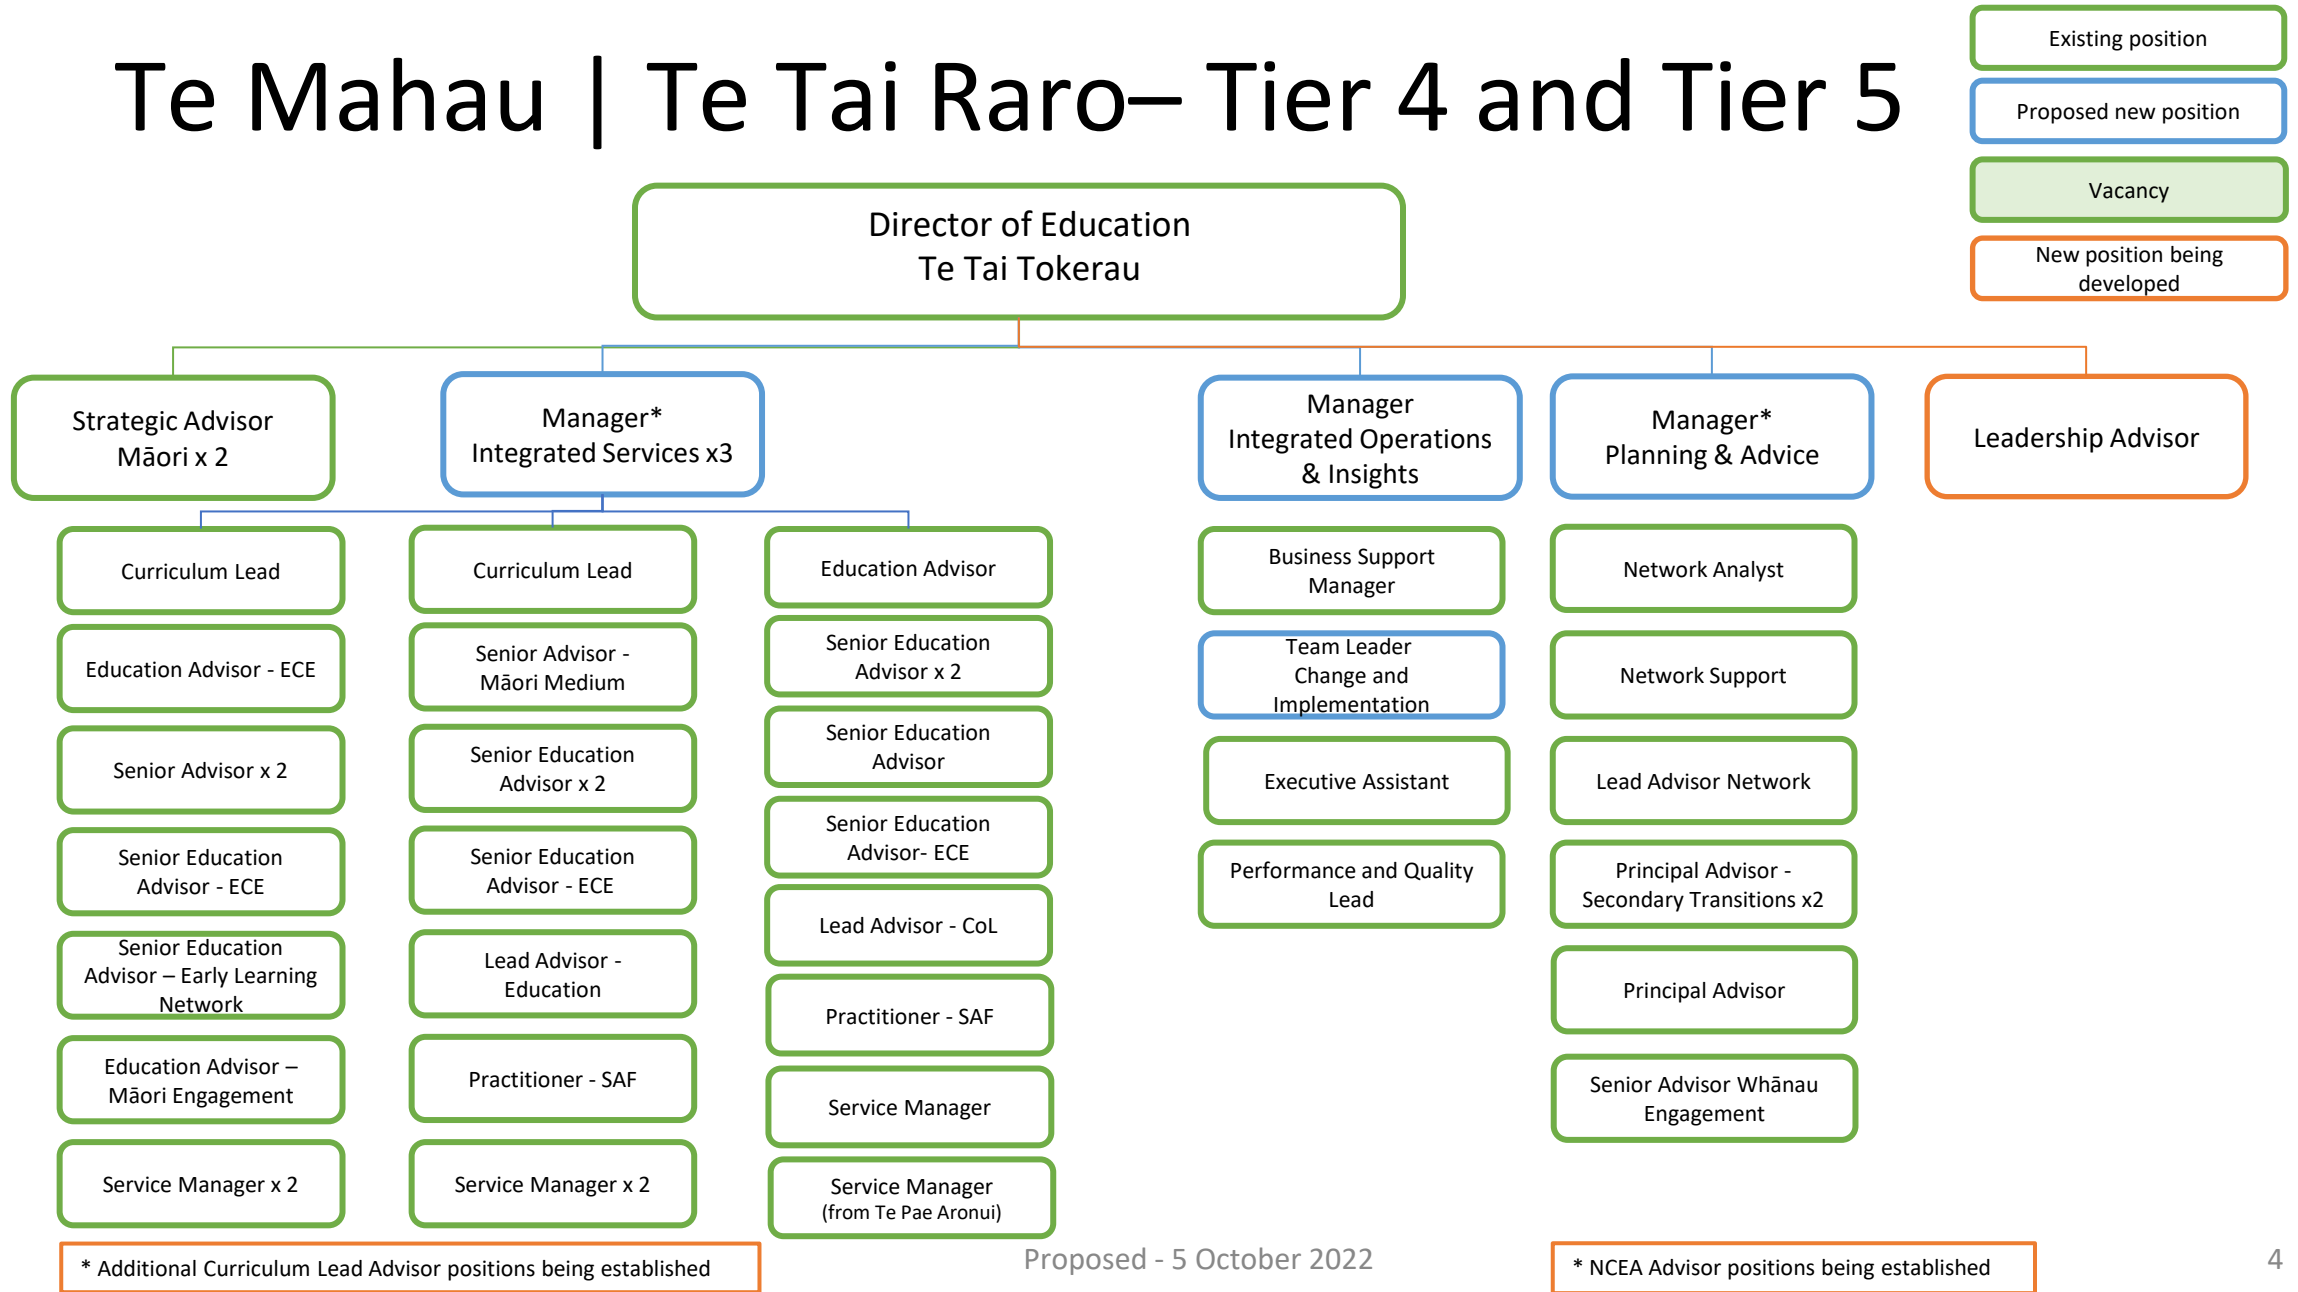 Te Mahau | Te Tai Raro– Tier 4 and Tier 5
Existing position
Proposed new position
Vacancy
New position being
developed
Director of Education
Te Tai Tokerau
Strategic Advisor
Māori x 2
Manager*
Integrated Services x3
Manager
Integrated Operations
& Insights
Manager*
Planning & Advice
Leadership Advisor
Curriculum Lead
Education Advisor - ECE
Senior Advisor x 2
Senior Education
Advisor - ECE
Senior Education
Advisor – Early Learning
Network
Education Advisor –
Māori Engagement
Service Manager x 2
Curriculum Lead
Senior Advisor -
Māori Medium
Senior Education
Advisor x 2
Senior Education
Advisor - ECE
Lead Advisor -
Education
Practitioner - SAF
Service Manager x 2
Education Advisor
Senior Education
Advisor x 2
Senior Education
Advisor
Senior Education
Advisor- ECE
Lead Advisor - CoL
Practitioner - SAF
Service Manager
Service Manager
(from Te Pae Aronui)
Business Support
Manager
Team Leader
Change and
Implementation
Executive Assistant
Performance and Quality
Lead
Network Analyst
Network Support
Lead Advisor Network
Principal Advisor -
Secondary Transitions x2
Principal Advisor
Senior Advisor Whānau
Engagement
* Additional Curriculum Lead Advisor positions being established
Proposed - 5 October 2022
* NCEA Advisor positions being established
4